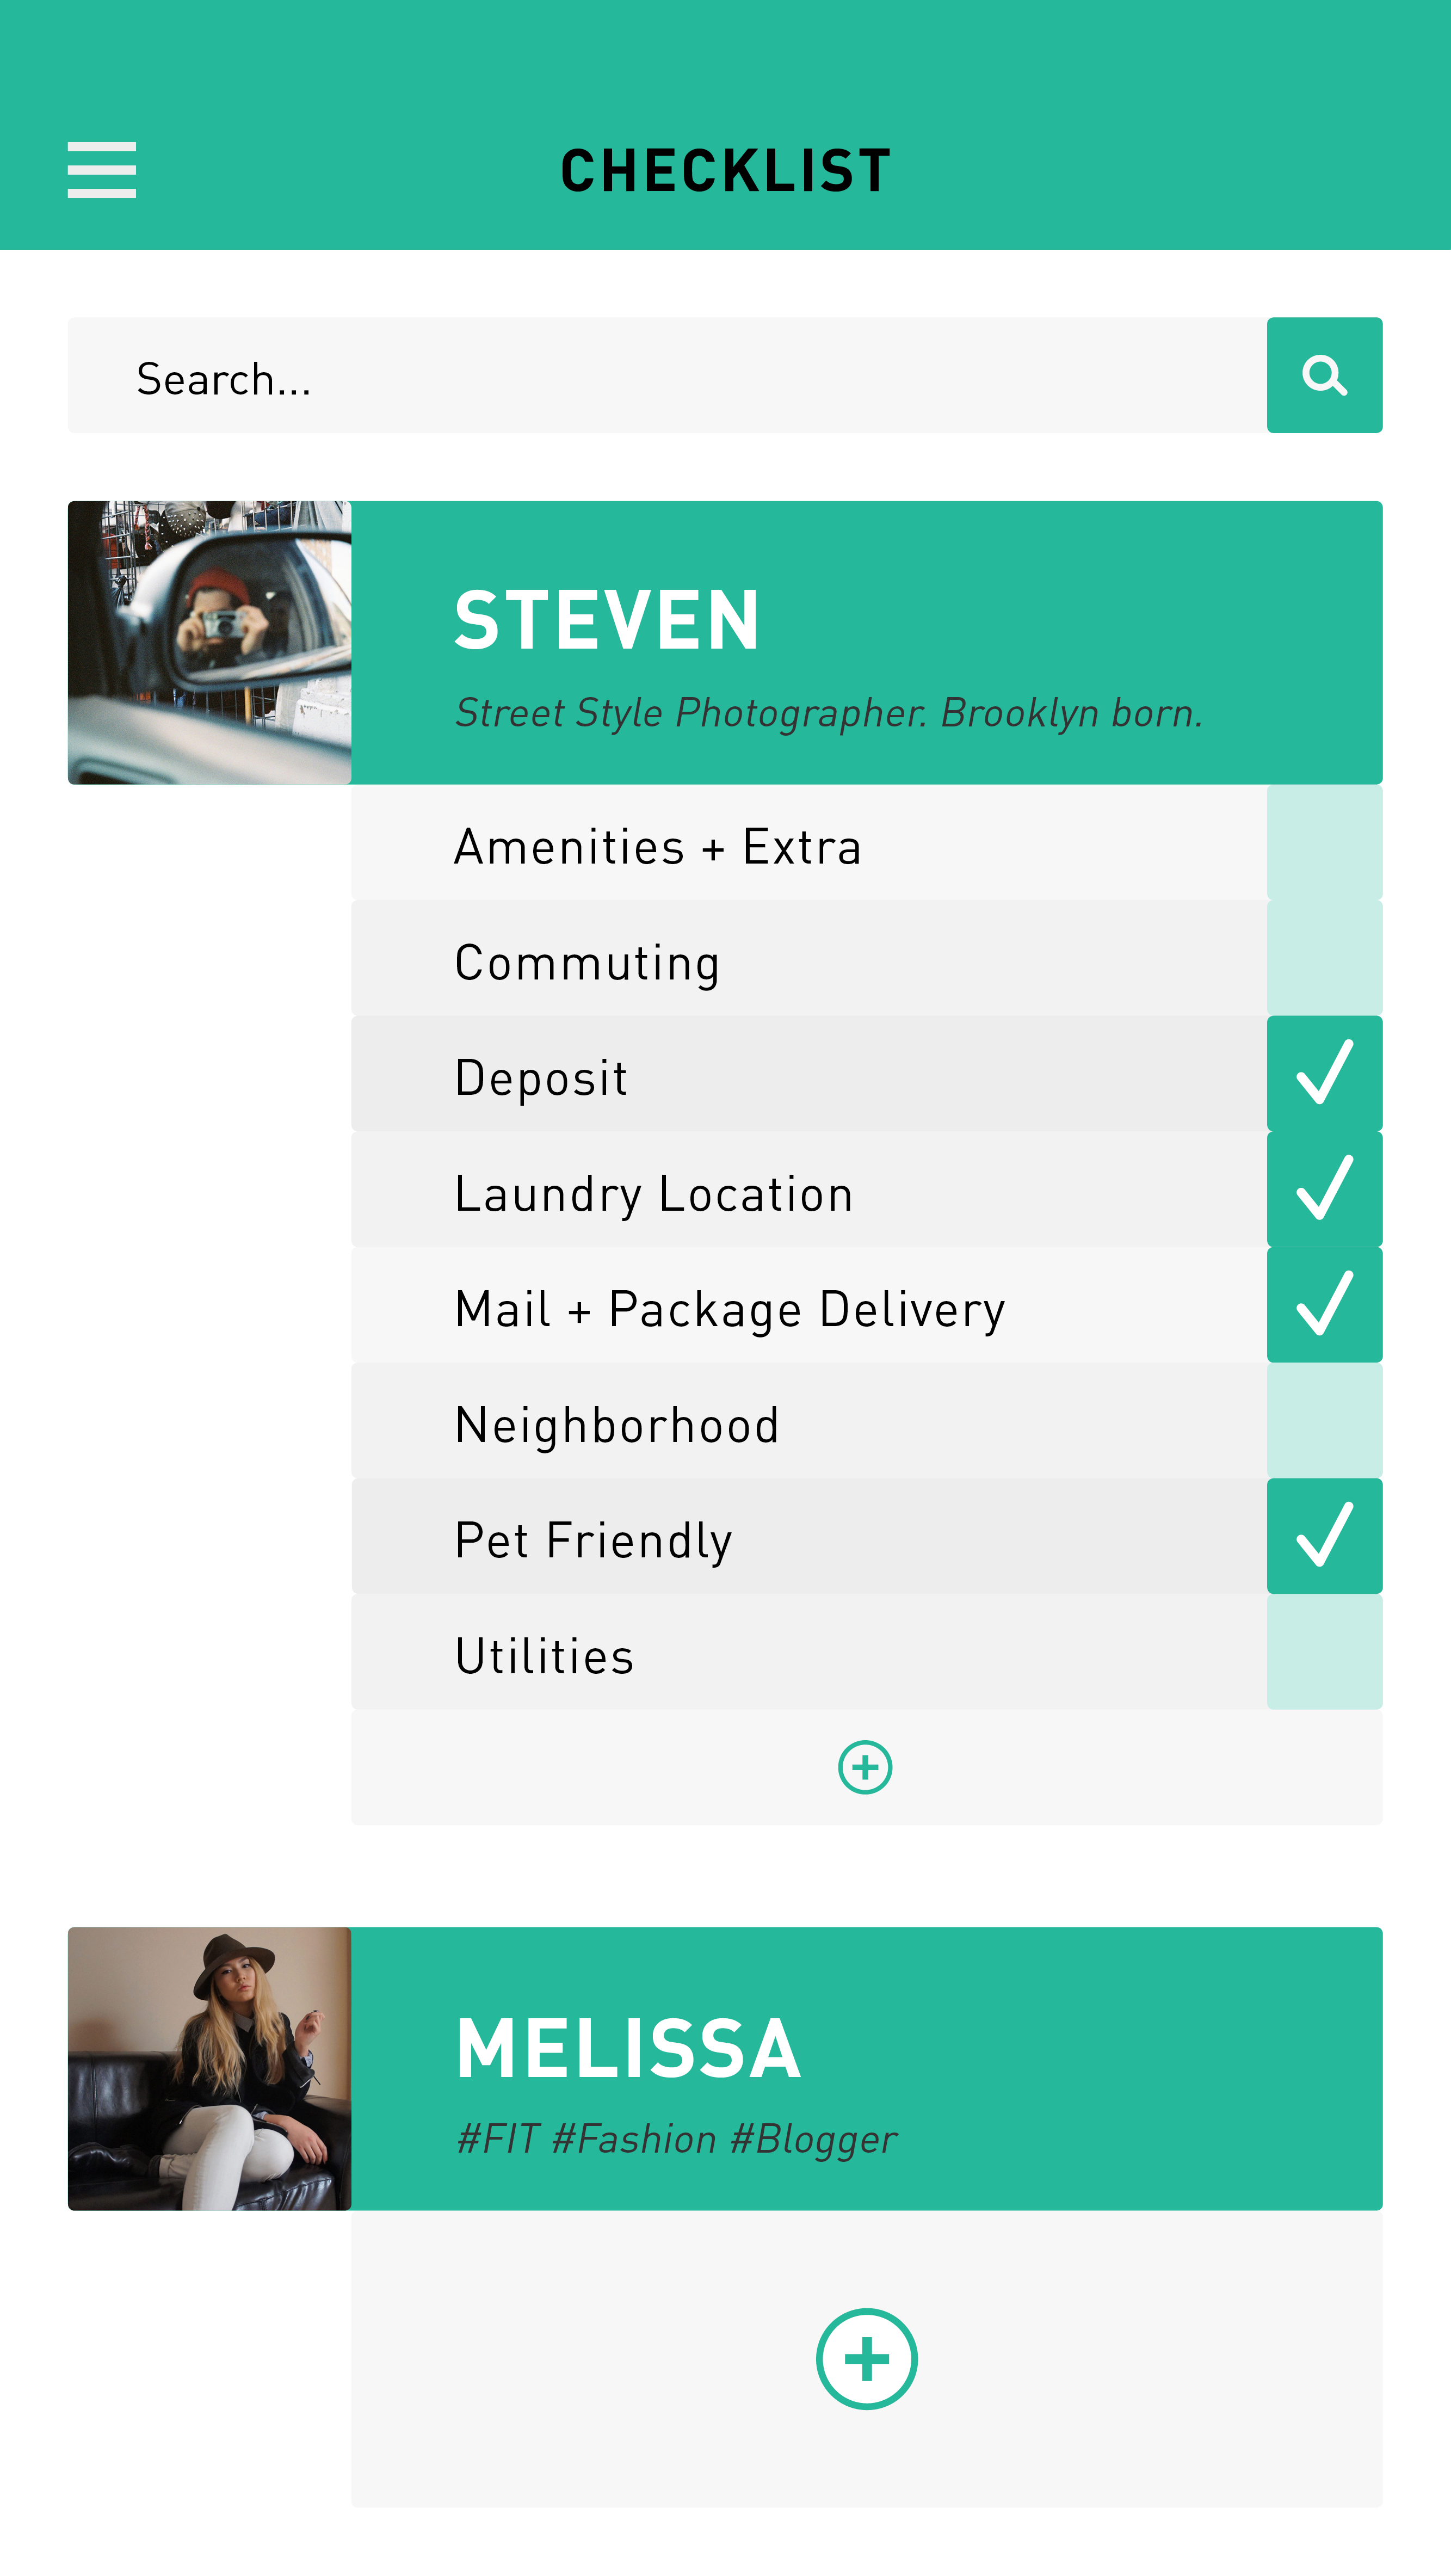 CHECKLIST
Search...
STEVEN
Street Style Photographer. Brooklyn born.
Amenities + Extra
Commuting
Deposit
Laundry Location
Mail + Package Delivery
Neighborhood
Pet Friendly
Utilities
MELISSA
#FIT #Fashion #Blogger